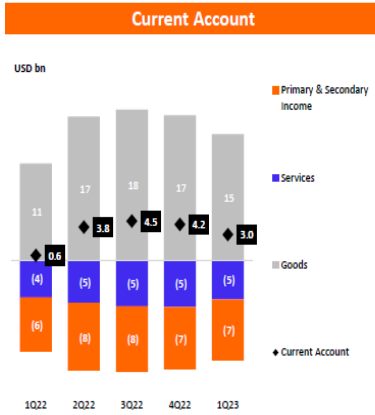 Current Account
USD bn
Primary & Secondary
Income
Services
Goods
Current Account
11 17 18 17 15
0.6 3.8 4.5 4.2 3.0
(4) (5) (5) (5) (5)
(6) (8) (8) (7) (7)
1Q22 2Q22 3Q22 4Q22 1Q23